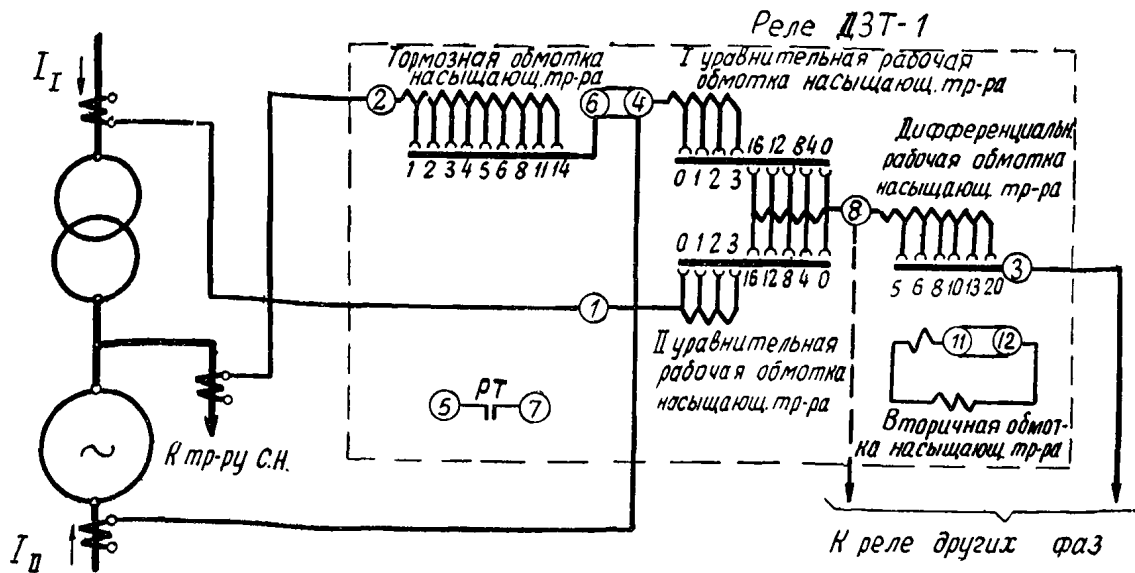 Реле ДЗТ-1
I_I
Тормозная обмотка
насыщающ. тр-ра
I уравнительная рабочая
обмотка насыщающ. тр-ра
2
6
4
1 2 3 4 5 6 8 11 14
0 1 2 3
16 12 8 4 0
Дифференциальн.
рабочая обмотка
насыщающ. тр-ра
8
0 1 2 3
16 12 8 4 0
5 6 8 10 13 20
3
1
II уравнительная
рабочая обмотка
насыщающ. тр-ра
11
12
Вторичная обмот-
ка насыщающ. тр-ра
РТ
5
7
К тр-ру С.Н.
I_II
К реле других фаз